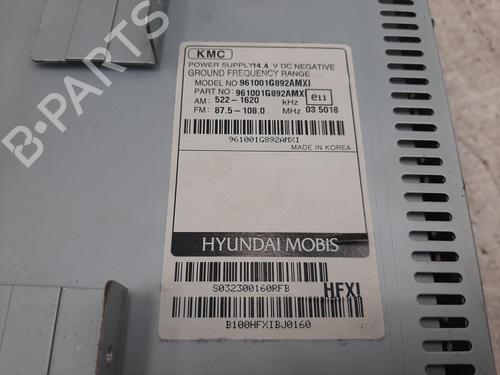 KMC
POWER SUPPLY14.4 V DC NEGATIVE
GROUND FREQUENCY RANGE
MODEL NO 961001G892AMXI
PART NO: 961001G892AMXI
AM: 522-1620 kHz e11
FM: 87.5-108.0 MHz 03 5018
961001G892AMXI
MADE IN KOREA
HYUNDAI MOBIS
S032300160RFB HFXI
B100HFXIBJ0160
B-PARTS